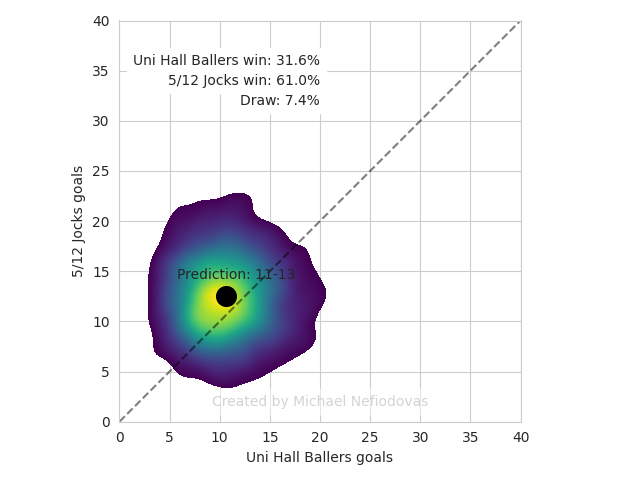 40
35
30
25
20
15
10
5
0
5/12 Jocks goals
Uni Hall Ballers win: 31.6%
5/12 Jocks win: 61.0%
Draw: 7.4%
Prediction: 11-13
Created by Michael Nefiodovas
0 5 10 15 20 25 30 35 40
Uni Hall Ballers goals